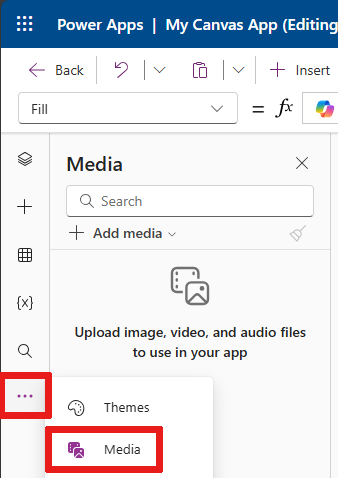 Power Apps | My Canvas App (Editing
Back
Insert
Fill
= fx
Media
Search
Add media
{x}
Upload image, video, and audio files
to use in your app
Themes
Media